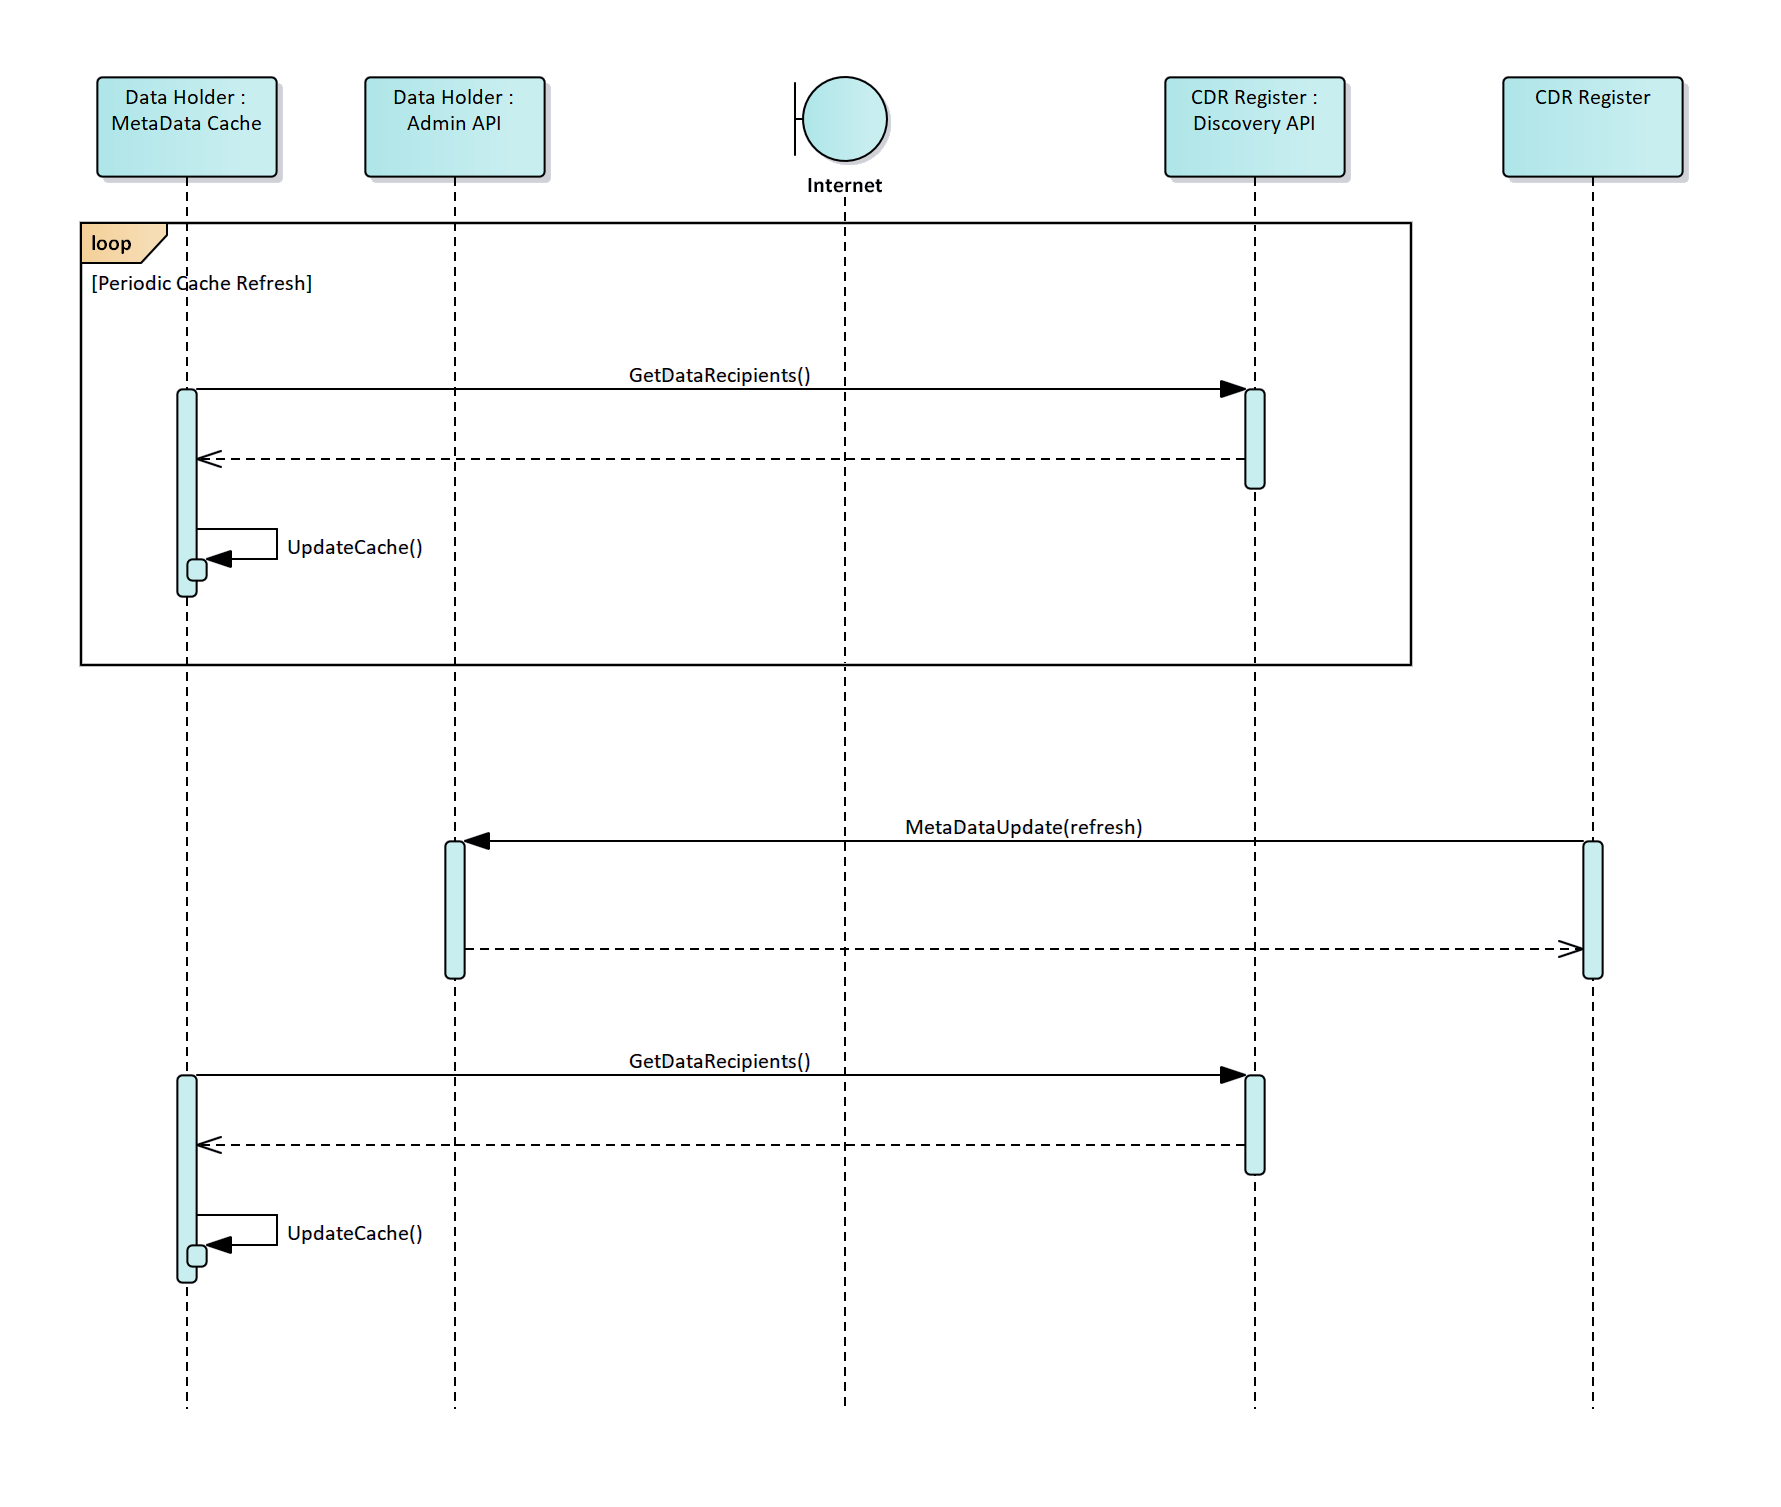 Data Holder :
MetaData Cache
Data Holder :
Admin API
Internet
CDR Register :
Discovery API
CDR Register
loop
[Periodic Cache Refresh]
GetDataRecipients()
UpdateCache()
MetaDataUpdate(refresh)
GetDataRecipients()
UpdateCache()